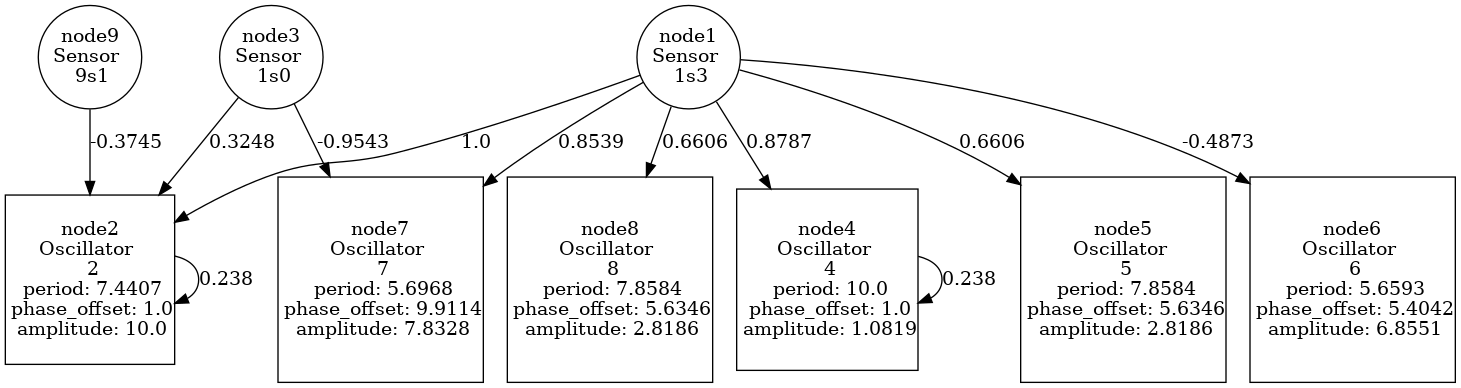 node9
Sensor
9s1
node3
Sensor
1s0
node1
Sensor
1s3
-0.3745
0.3248
-0.9543
1.0
0.8539
0.6606
0.8787
0.6606
-0.4873
node2
Oscillator
2
period: 7.4407
phase_offset: 1.0
amplitude: 10.0
0.238
node7
Oscillator
7
period: 5.6968
phase_offset: 9.9114
amplitude: 7.8328
node8
Oscillator
8
period: 7.8584
phase_offset: 5.6346
amplitude: 2.8186
node4
Oscillator
4
period: 10.0
phase_offset: 1.0
amplitude: 1.0819
0.238
node5
Oscillator
5
period: 7.8584
phase_offset: 5.6346
amplitude: 2.8186
node6
Oscillator
6
period: 5.6593
phase_offset: 5.4042
amplitude: 6.8551